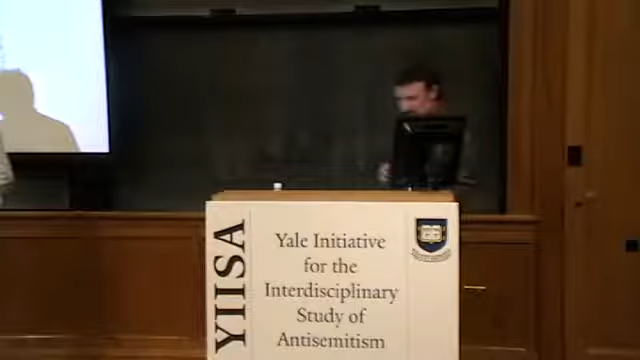 YIISA
Yale Initiative
for the
Interdisciplinary
Study of
Antisemitism